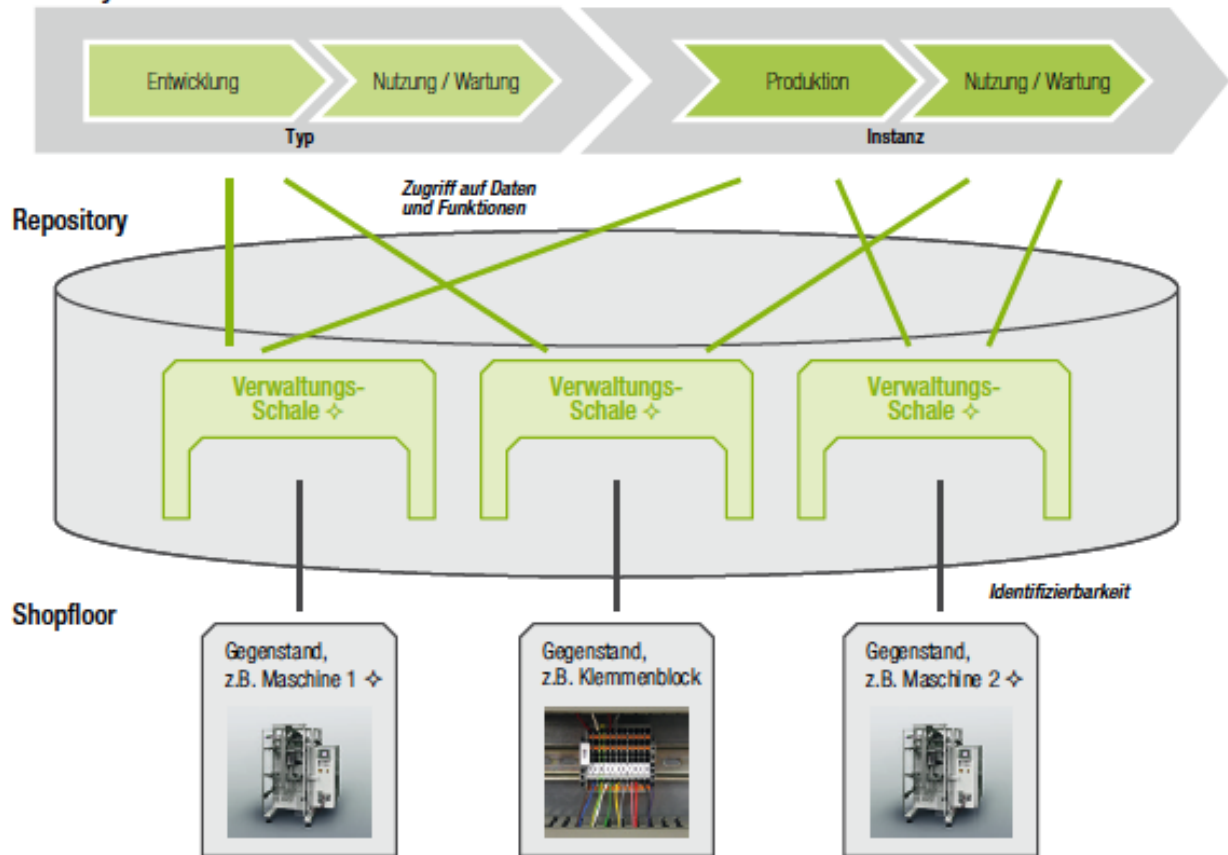 Entwicklung
Nutzung / Wartung
Produktion
Nutzung / Wartung
Typ
Instanz
Zugriff auf Daten
und Funktionen
Repository
Verwaltungs-
Schale ✧
Verwaltungs-
Schale ✧
Verwaltungs-
Schale ✧
Identifizierbarkeit
Shopfloor
Gegenstand,
z.B. Maschine 1 ✧
Gegenstand,
z.B. Klemmenblock
Gegenstand,
z.B. Maschine 2 ✧